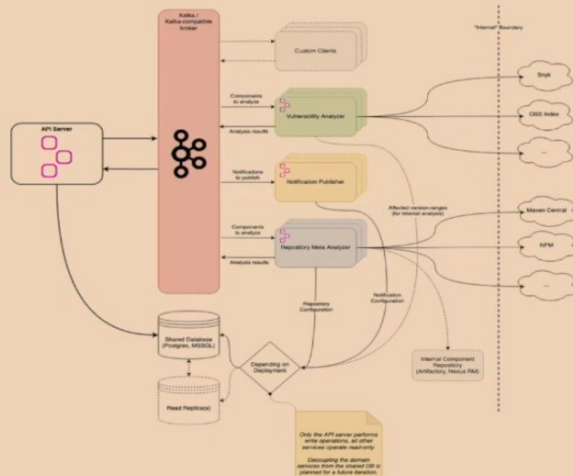 Kafka /
Kafka-compatible
broker
"Internet" Boundary
Custom Clients
Snyk
Components
to analyze
Vulnerability Analyzer
OSS Index
API Server
Analysis results
...
Notifications
to publish
Notification Publisher
Affected version ranges
(for internal analysis)
Maven Central
Components
to analyze
Repository Meta Analyzer
NPM
Analysis results
...
Repository
Configuration
Notification
Configuration
Shared Database
(Postgres, MSSQL)
Depending on
Deployment
Internal Component
Repository
(Artifactory, Nexus RM)
Read Replica(s)
Only the API server performs
write operations, all other
services operate read-only.
Decoupling the domain
services from the shared DB is
planned for a future iteration.